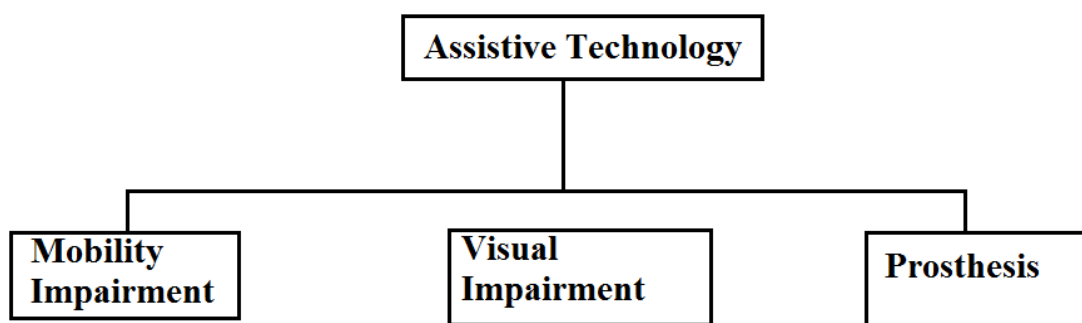 Assistive Technology
Mobility
Impairment
Visual
Impairment
Prosthesis